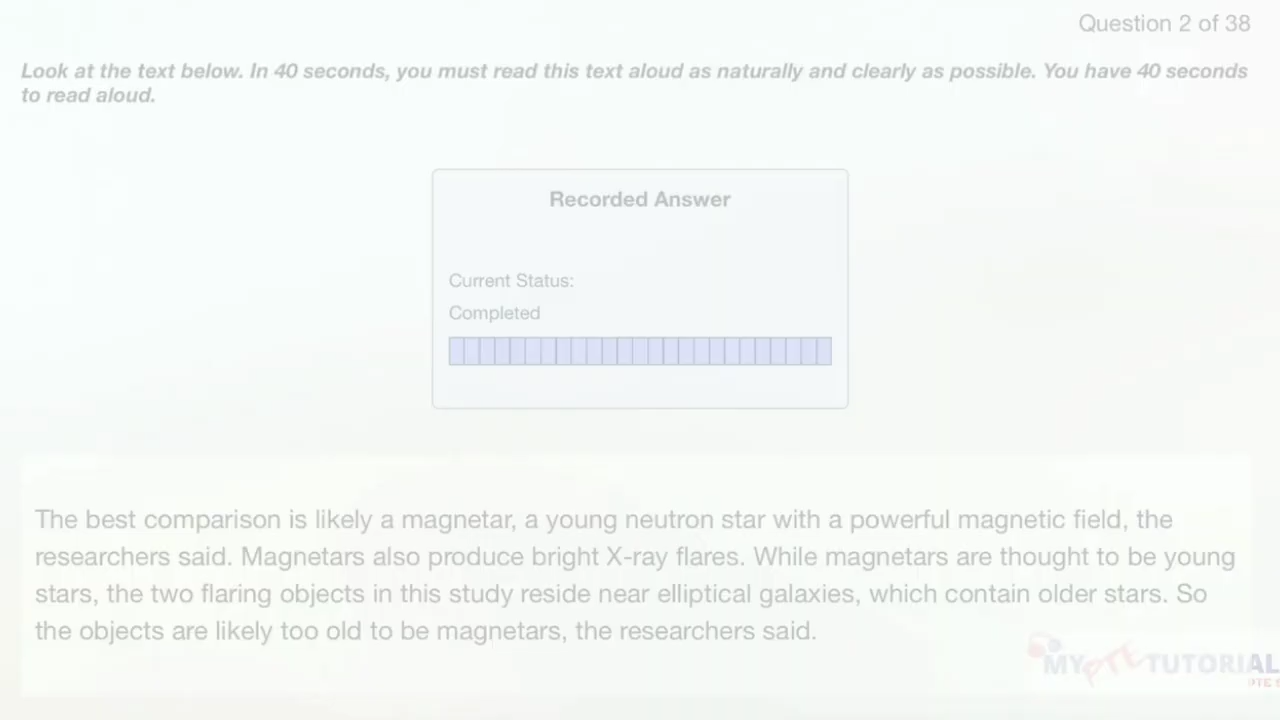 Question 2 of 38
Look at the text below. In 40 seconds, you must read this text aloud as naturally and clearly as possible. You have 40 seconds
to read aloud.
Recorded Answer
Current Status:
Completed
The best comparison is likely a magnetar, a young neutron star with a powerful magnetic field, the
researchers said. Magnetars also produce bright X-ray flares. While magnetars are thought to be young
stars, the two flaring objects in this study reside near elliptical galaxies, which contain older stars. So
the objects are likely too old to be magnetars, the researchers said.
MYPTETUTORIAL
PTE